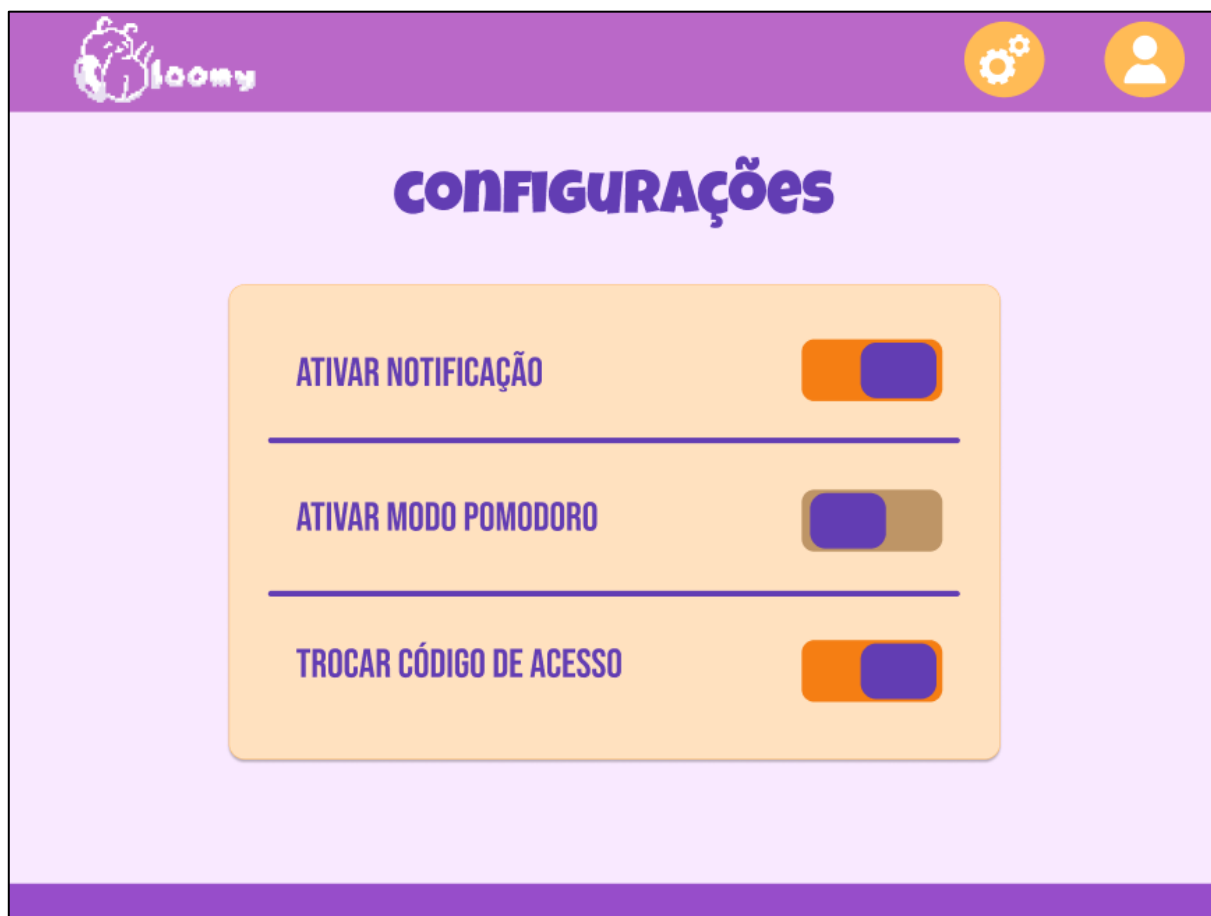 Bloomy
CONFIGURAÇÕES
ATIVAR NOTIFICAÇÃO
ATIVAR MODO POMODORO
TROCAR CÓDIGO DE ACESSO